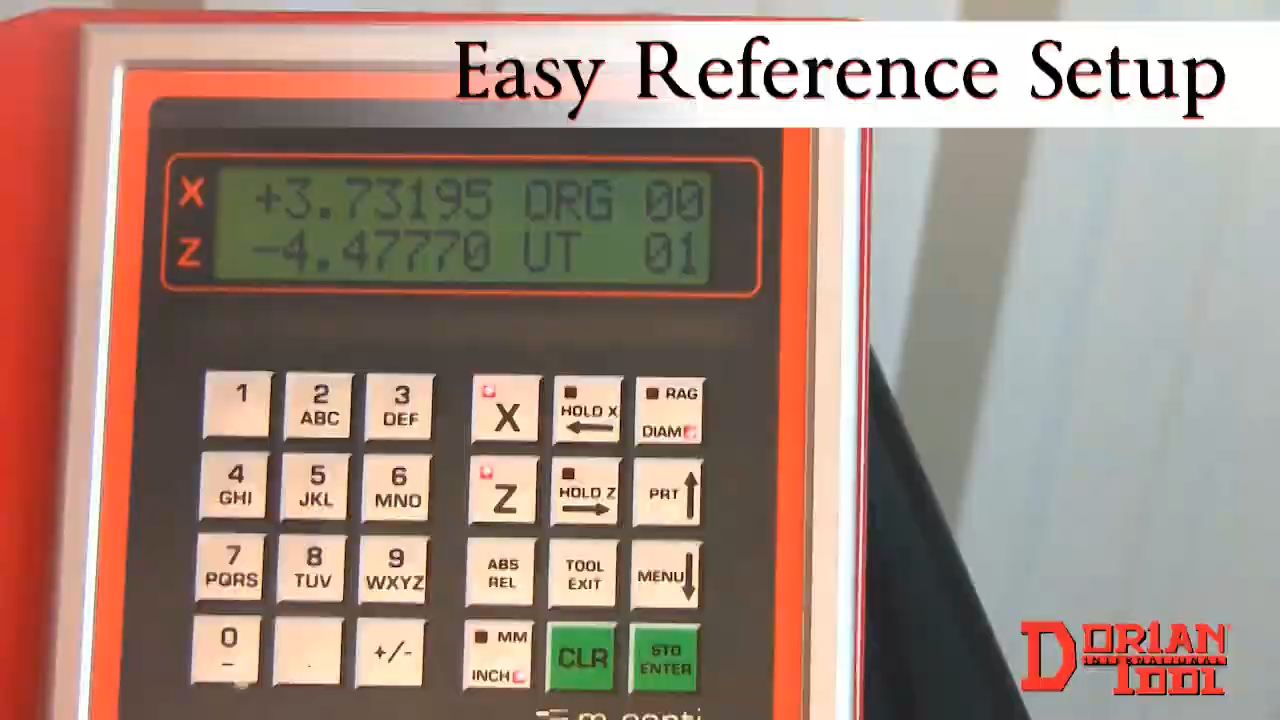 Easy Reference Setup
X +3.73195 ORG 00
Z -4.47770 UT 01
1 2 3 X HOLD X RAG
ABC DEF DIAM
4 5 6 Z HOLD Z PRT
GHI JKL MNO
7 8 9 ABS TOOL MENU
PQRS TUV WXYZ REL EXIT
0 . +/- MM CLR STO
- INCH ENTER
DORIAN
TOOL